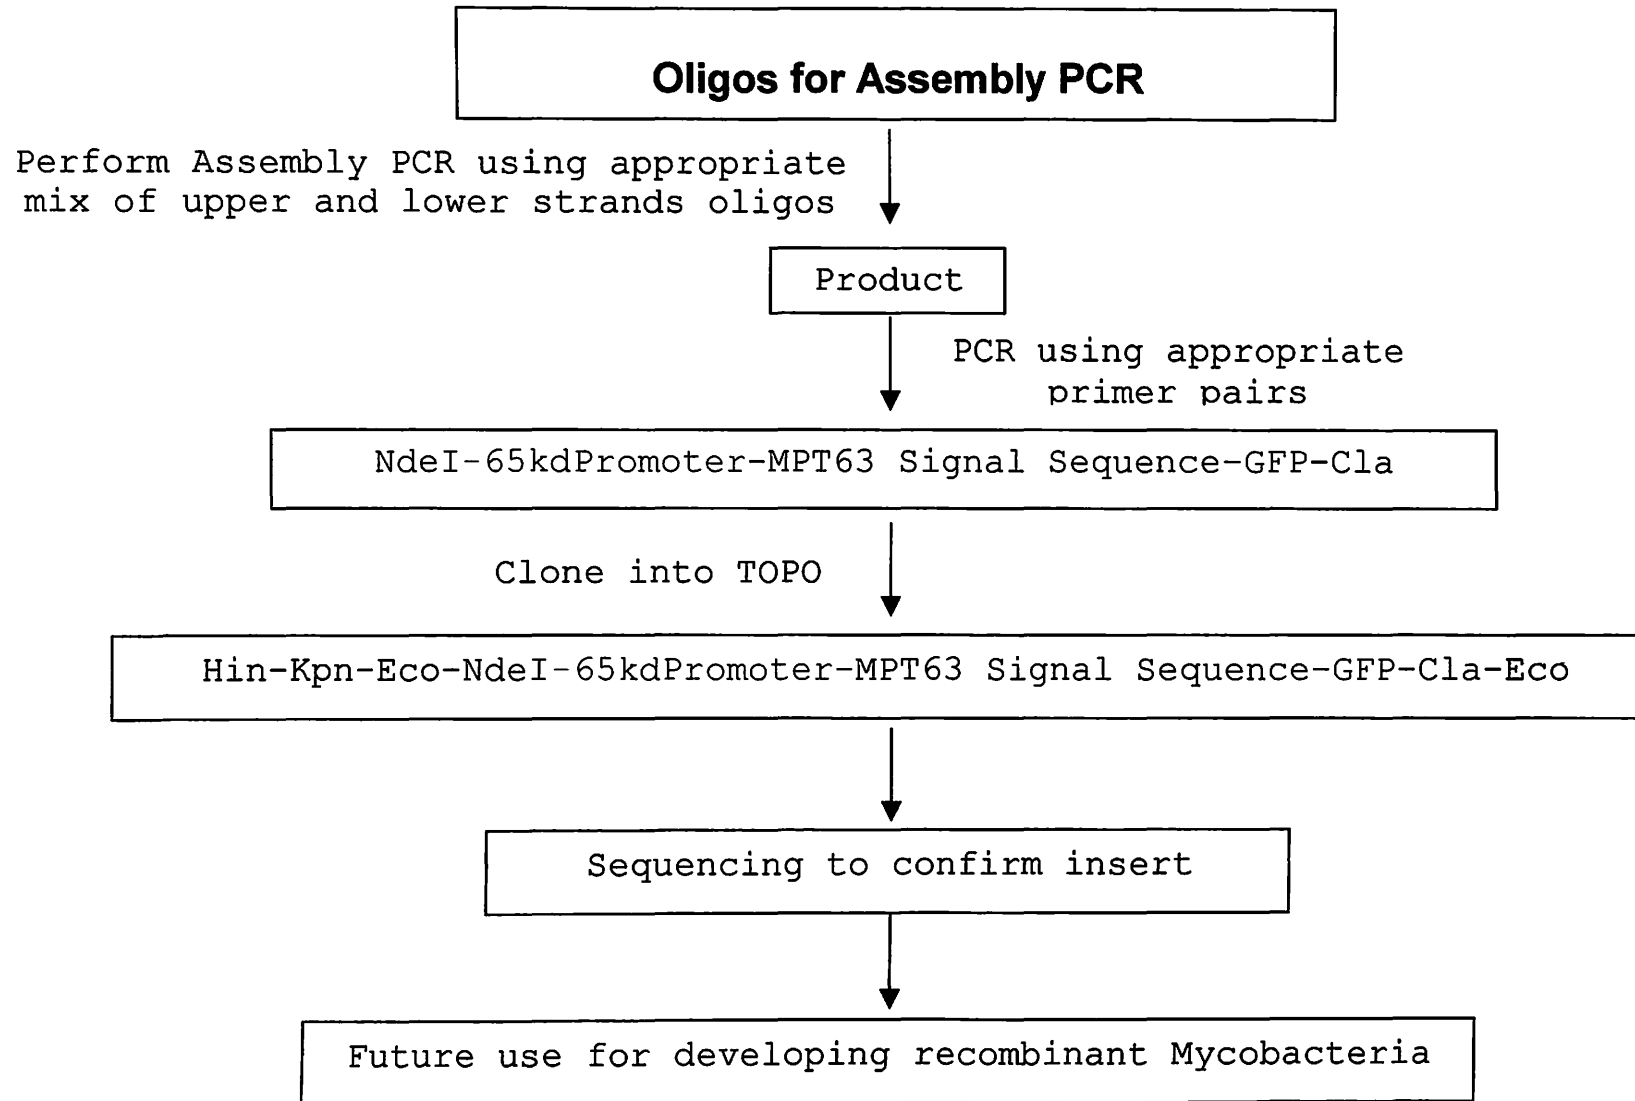 Oligos for Assembly PCR
Perform Assembly PCR using appropriate
mix of upper and lower strands oligos
Product
PCR using appropriate
primer pairs
NdeI-65kdPromoter-MPT63 Signal Sequence-GFP-Cla
Clone into TOPO
Hin-Kpn-Eco-NdeI-65kdPromoter-MPT63 Signal Sequence-GFP-Cla-Eco
Sequencing to confirm insert
Future use for developing recombinant Mycobacteria